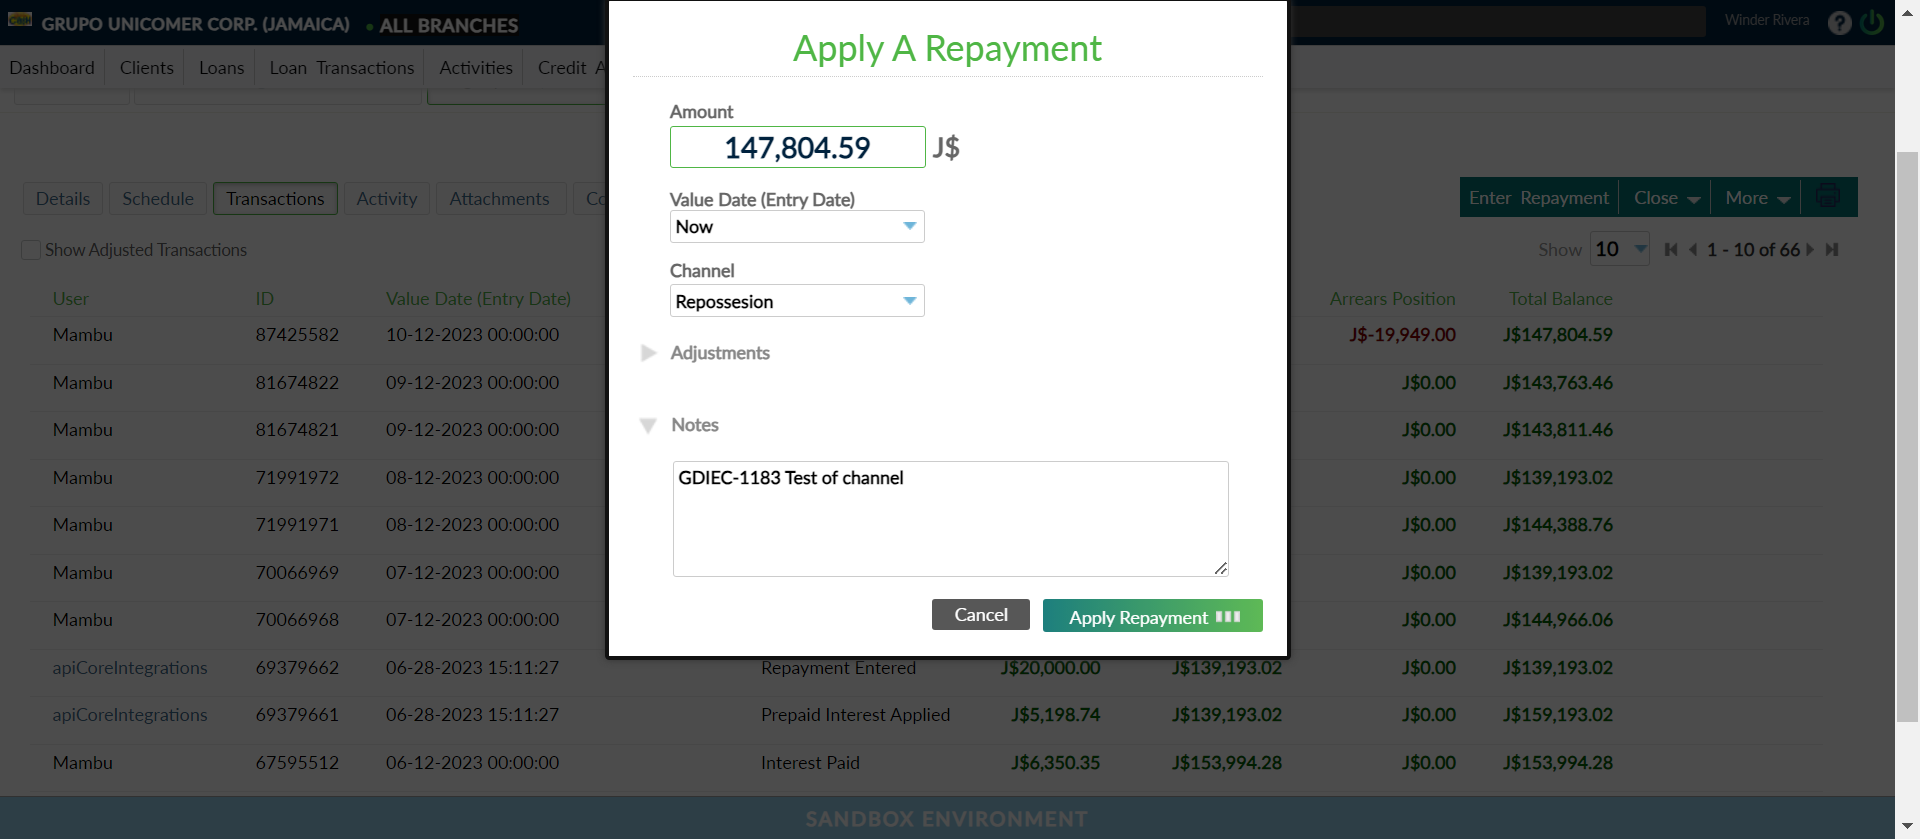 GRUPO UNICOMER CORP. (JAMAICA) • ALL BRANCHES
Winder Rivera ?
Dashboard Clients Loans Loan Transactions Activities Credit A
Apply A Repayment
Amount
147,804.59 J$
Value Date (Entry Date)
Now
Channel
Repossesion
Adjustments
Notes
GDIEC-1183 Test of channel
Cancel Apply Repayment
Details Schedule Transactions Activity Attachments Co
Enter Repayment Close More
Show Adjusted Transactions
Show 10 1 - 10 of 66
User ID Value Date (Entry Date) Arrears Position Total Balance
Mambu 87425582 10-12-2023 00:00:00 J$-19,949.00 J$147,804.59
Mambu 81674822 09-12-2023 00:00:00 J$0.00 J$143,763.46
Mambu 81674821 09-12-2023 00:00:00 J$0.00 J$143,811.46
Mambu 71991972 08-12-2023 00:00:00 J$0.00 J$139,193.02
Mambu 71991971 08-12-2023 00:00:00 J$0.00 J$144,388.76
Mambu 70066969 07-12-2023 00:00:00 J$0.00 J$139,193.02
Mambu 70066968 07-12-2023 00:00:00 J$0.00 J$144,966.06
apiCoreIntegrations 69379662 06-28-2023 15:11:27 Repayment Entered J$20,000.00 J$139,193.02 J$0.00 J$139,193.02
apiCoreIntegrations 69379661 06-28-2023 15:11:27 Prepaid Interest Applied J$5,198.74 J$139,193.02 J$0.00 J$159,193.02
Mambu 67595512 06-12-2023 00:00:00 Interest Paid J$6,350.35 J$153,994.28 J$0.00 J$153,994.28
SANDBOX ENVIRONMENT